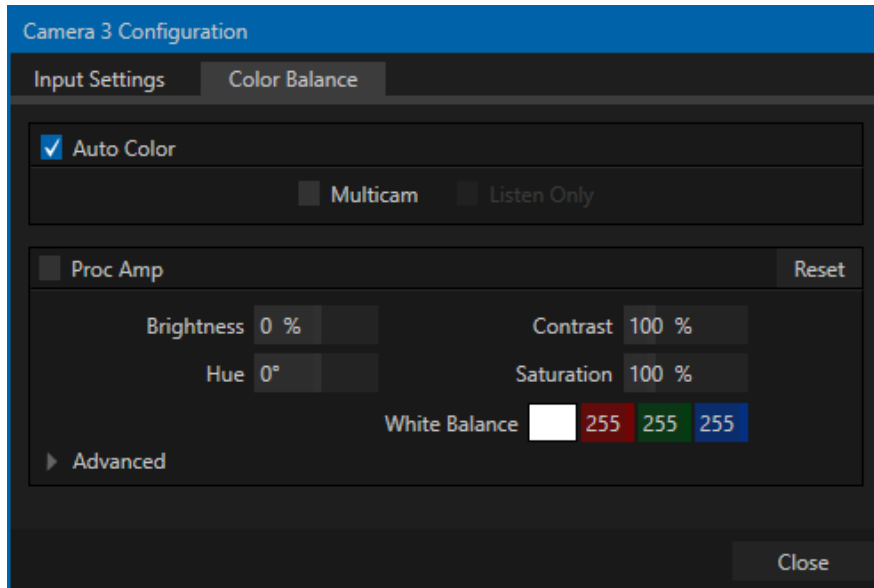 Camera 3 Configuration
Input Settings Color Balance
Auto Color
Multicam Listen Only
Proc Amp Reset
Brightness 0 % Contrast 100 %
Hue 0° Saturation 100 %
White Balance 255 255 255
Advanced
Close